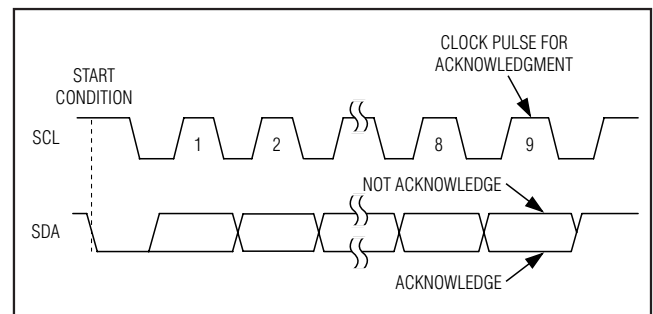 CLOCK PULSE FOR
ACKNOWLEDGMENT
START
CONDITION
SCL
1
2
8
9
NOT ACKNOWLEDGE
SDA
ACKNOWLEDGE